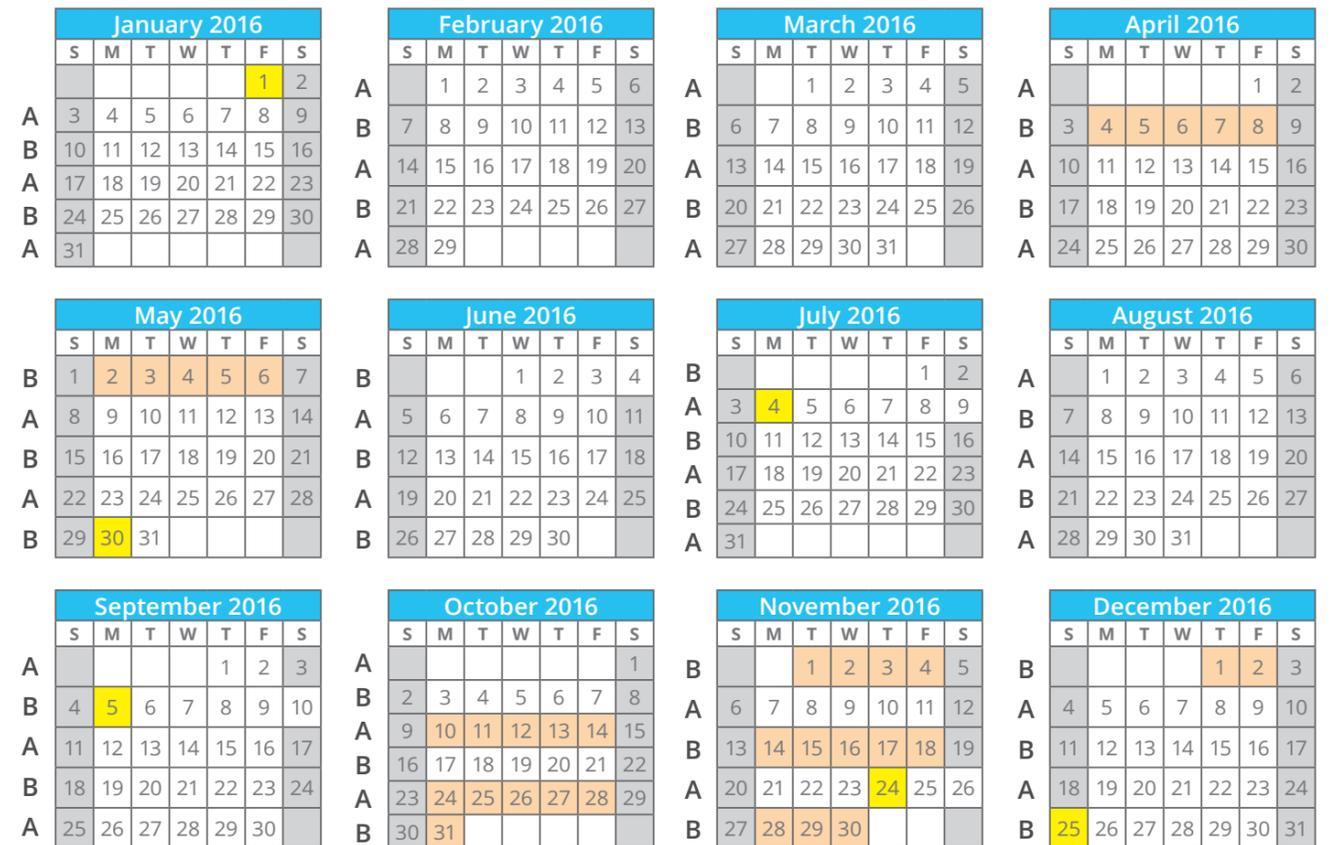 January 2016
S M T W T F S
1 2
A 3 4 5 6 7 8 9
B 10 11 12 13 14 15 16
A 17 18 19 20 21 22 23
B 24 25 26 27 28 29 30
A 31
February 2016
S M T W T F S
A 1 2 3 4 5 6
B 7 8 9 10 11 12 13
A 14 15 16 17 18 19 20
B 21 22 23 24 25 26 27
A 28 29
March 2016
S M T W T F S
A 1 2 3 4 5
B 6 7 8 9 10 11 12
A 13 14 15 16 17 18 19
B 20 21 22 23 24 25 26
A 27 28 29 30 31
April 2016
S M T W T F S
A 1 2
B 3 4 5 6 7 8 9
A 10 11 12 13 14 15 16
B 17 18 19 20 21 22 23
A 24 25 26 27 28 29 30
May 2016
S M T W T F S
B 1 2 3 4 5 6 7
A 8 9 10 11 12 13 14
B 15 16 17 18 19 20 21
A 22 23 24 25 26 27 28
B 29 30 31
June 2016
S M T W T F S
B 1 2 3 4
A 5 6 7 8 9 10 11
B 12 13 14 15 16 17 18
A 19 20 21 22 23 24 25
B 26 27 28 29 30
July 2016
S M T W T F S
B 1 2
A 3 4 5 6 7 8 9
B 10 11 12 13 14 15 16
A 17 18 19 20 21 22 23
B 24 25 26 27 28 29 30
A 31
August 2016
S M T W T F S
A 1 2 3 4 5 6
B 7 8 9 10 11 12 13
A 14 15 16 17 18 19 20
B 21 22 23 24 25 26 27
A 28 29 30 31
September 2016
S M T W T F S
A 1 2 3
B 4 5 6 7 8 9 10
A 11 12 13 14 15 16 17
B 18 19 20 21 22 23 24
A 25 26 27 28 29 30
October 2016
S M T W T F S
A 1
B 2 3 4 5 6 7 8
A 9 10 11 12 13 14 15
B 16 17 18 19 20 21 22
A 23 24 25 26 27 28 29
B 30 31
November 2016
S M T W T F S
B 1 2 3 4 5
A 6 7 8 9 10 11 12
B 13 14 15 16 17 18 19
A 20 21 22 23 24 25 26
B 27 28 29 30
December 2016
S M T W T F S
B 1 2 3
A 4 5 6 7 8 9 10
B 11 12 13 14 15 16 17
A 18 19 20 21 22 23 24
B 25 26 27 28 29 30 31